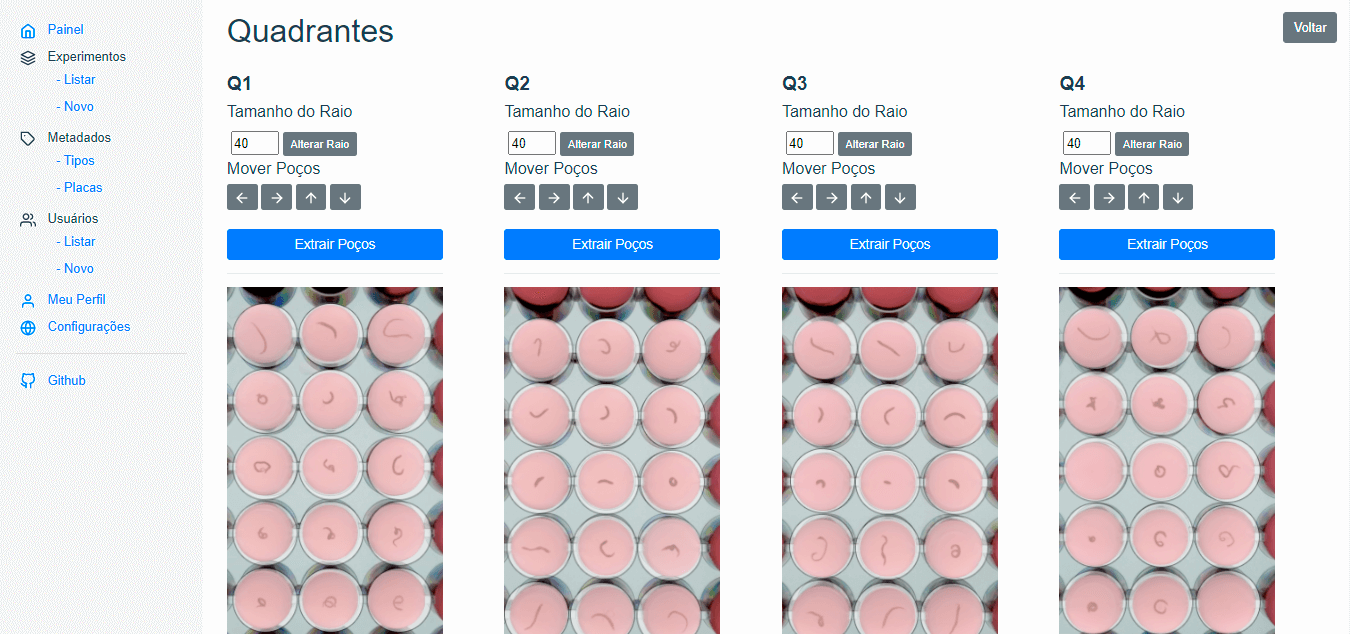 Painel
Experimentos
- Listar
- Novo
Metadados
- Tipos
- Placas
Usuários
- Listar
- Novo
Meu Perfil
Configurações
Github
Quadrantes
Voltar
Q1
Tamanho do Raio
40 Alterar Raio
Mover Poços
Extrair Poços
Q2
Tamanho do Raio
40 Alterar Raio
Mover Poços
Extrair Poços
Q3
Tamanho do Raio
40 Alterar Raio
Mover Poços
Extrair Poços
Q4
Tamanho do Raio
40 Alterar Raio
Mover Poços
Extrair Poços